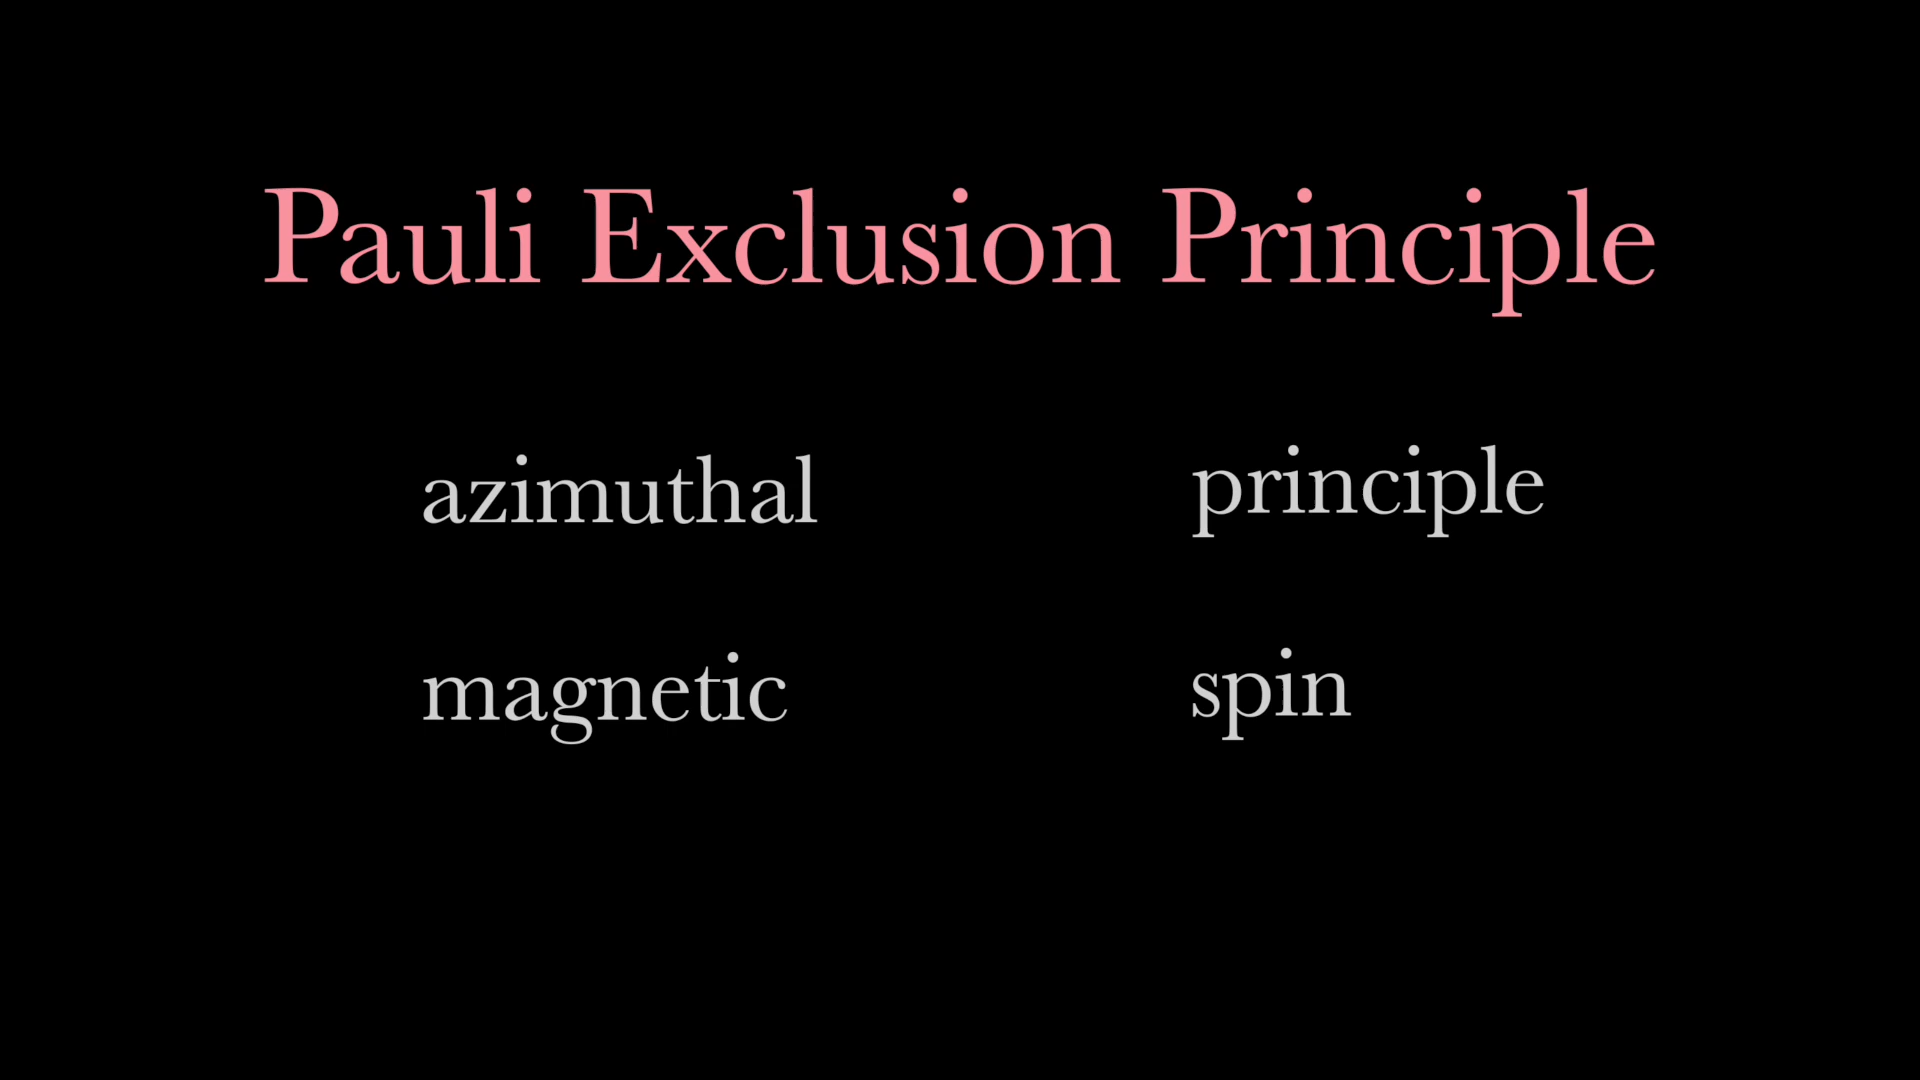 Pauli Exclusion Principle
azimuthal
principle
magnetic
spin